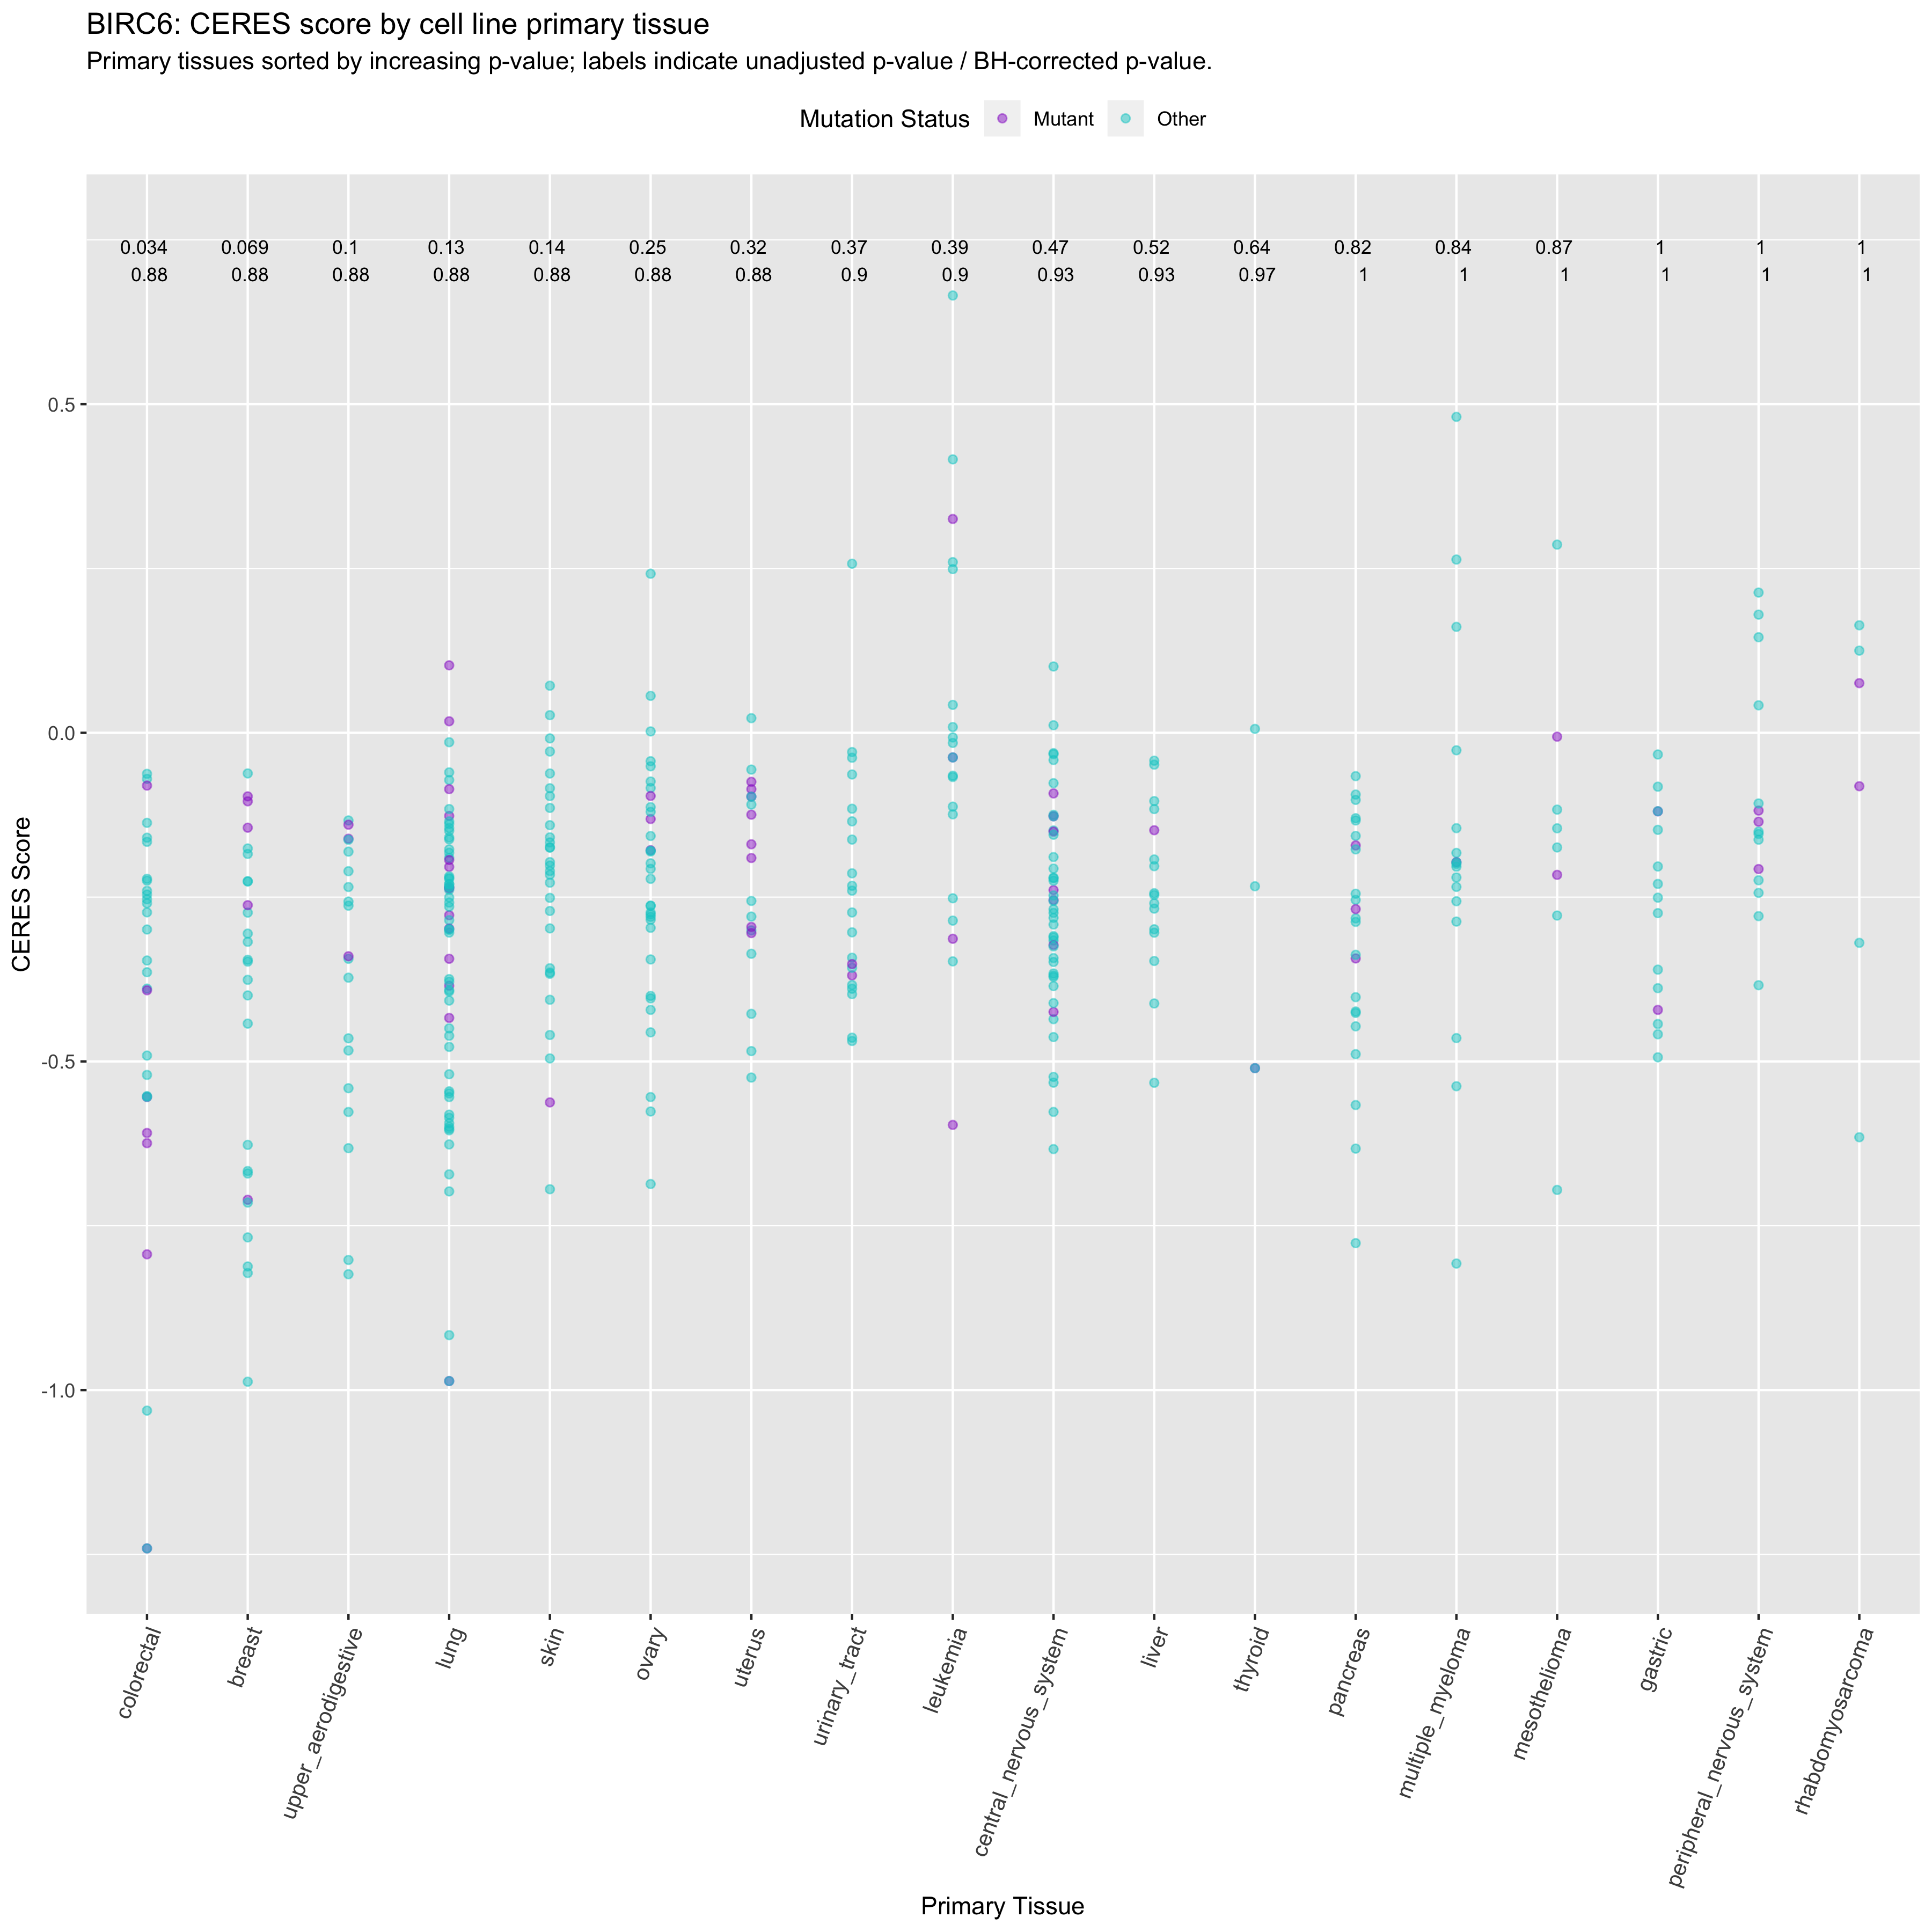 BIRC6: CERES score by cell line primary tissue
Primary tissues sorted by increasing p-value; labels indicate unadjusted p-value / BH-corrected p-value.
Mutation Status Mutant Other
0.034 0.069 0.1 0.13 0.14 0.25 0.32 0.37 0.39 0.47 0.52 0.64 0.82 0.84 0.87 1 1 1
0.88 0.88 0.88 0.88 0.88 0.88 0.88 0.9 0.9 0.93 0.93 0.97 1 1 1 1 1 1
0.5
0.0
-0.5
-1.0
CERES Score
colorectal
breast
upper_aerodigestive
lung
skin
ovary
uterus
urinary_tract
leukemia
central_nervous_system
liver
thyroid
pancreas
multiple_myeloma
mesothelioma
gastric
peripheral_nervous_system
rhabdomyosarcoma
Primary Tissue